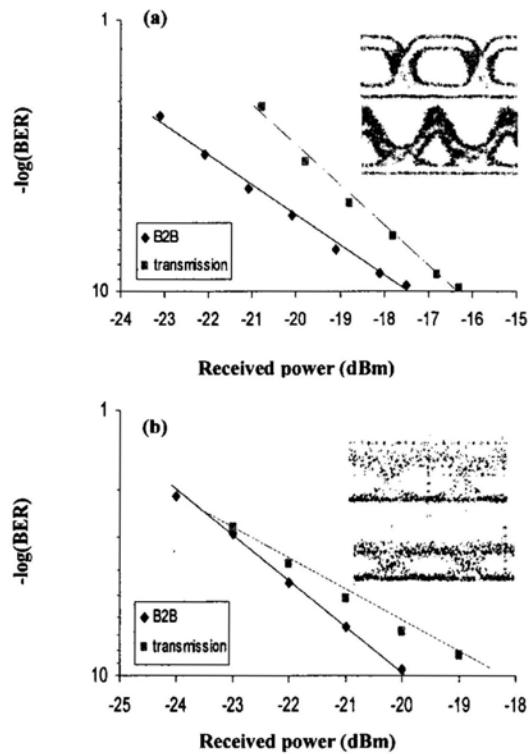 (a)
1
10
-log(BER)
B2B
transmission
-24 -23 -22 -21 -20 -19 -18 -17 -16 -15
Received power (dBm)
(b)
1
10
-log(BER)
B2B
transmission
-25 -24 -23 -22 -21 -20 -19 -18
Received power (dBm)